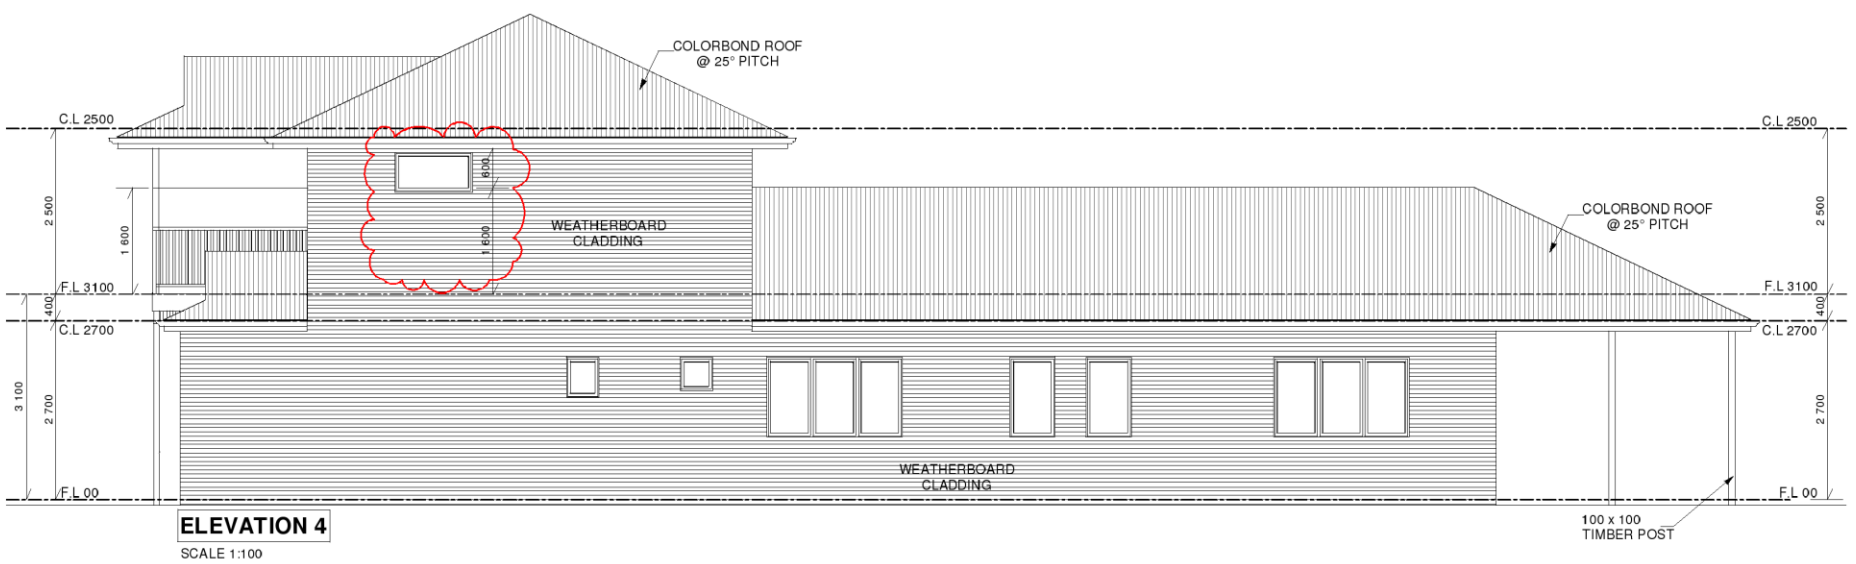 COLORBOND ROOF
@ 25° PITCH
C.L 2500
C.L 2500
600
2 500
1 600
1 600
WEATHERBOARD
CLADDING
COLORBOND ROOF
@ 25° PITCH
2 500
F.L 3100
F.L 3100
400
400
C.L 2700
C.L 2700
3 100
2 700
2 700
WEATHERBOARD
CLADDING
F.L 00
F.L 00
ELEVATION 4
SCALE 1:100
100 x 100
TIMBER POST